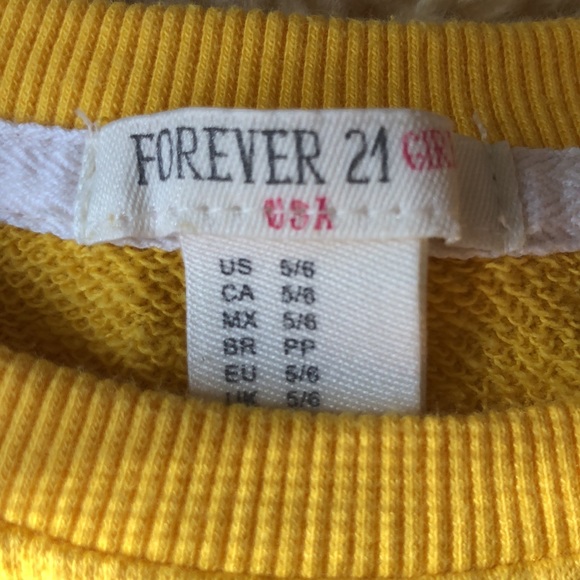 FOREVER 21 GIRL
USA
US 5/6
CA 5/6
MX 5/6
BR PP
EU 5/6
UK 5/6